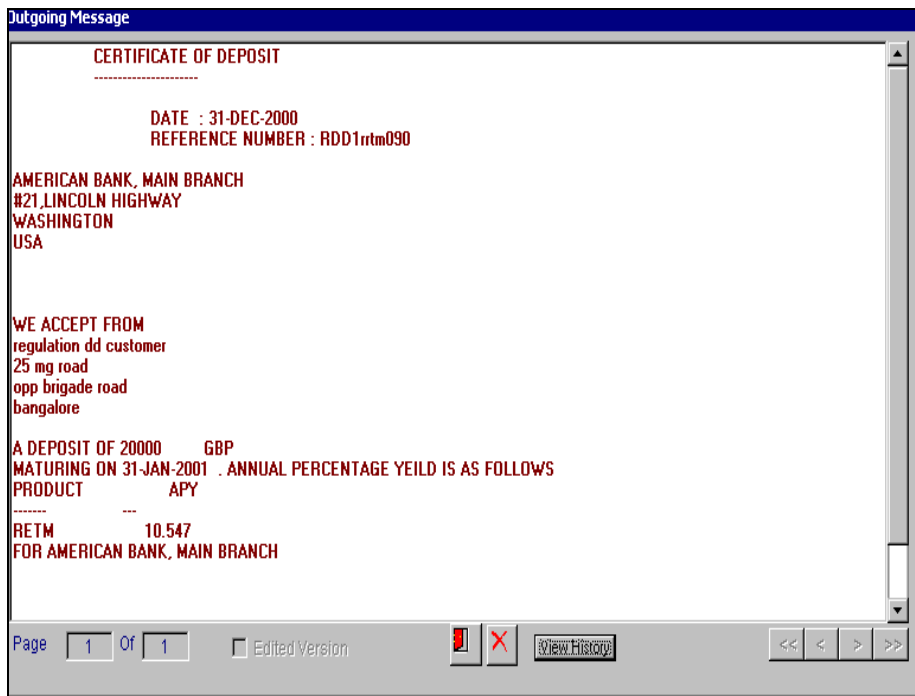 Outgoing Message
CERTIFICATE OF DEPOSIT
----------------------
DATE : 31-DEC-2000
REFERENCE NUMBER : RDD1rrtm090
AMERICAN BANK, MAIN BRANCH
#21,LINCOLN HIGHWAY
WASHINGTON
USA
WE ACCEPT FROM
regulation dd customer
25 mg road
opp brigade road
bangalore
A DEPOSIT OF 20000 GBP
MATURING ON 31-JAN-2001 . ANNUAL PERCENTAGE YEILD IS AS FOLLOWS
PRODUCT APY
------- ---
RETM 10.547
FOR AMERICAN BANK, MAIN BRANCH
Page 1 Of 1 Edited Version View History << < > >>